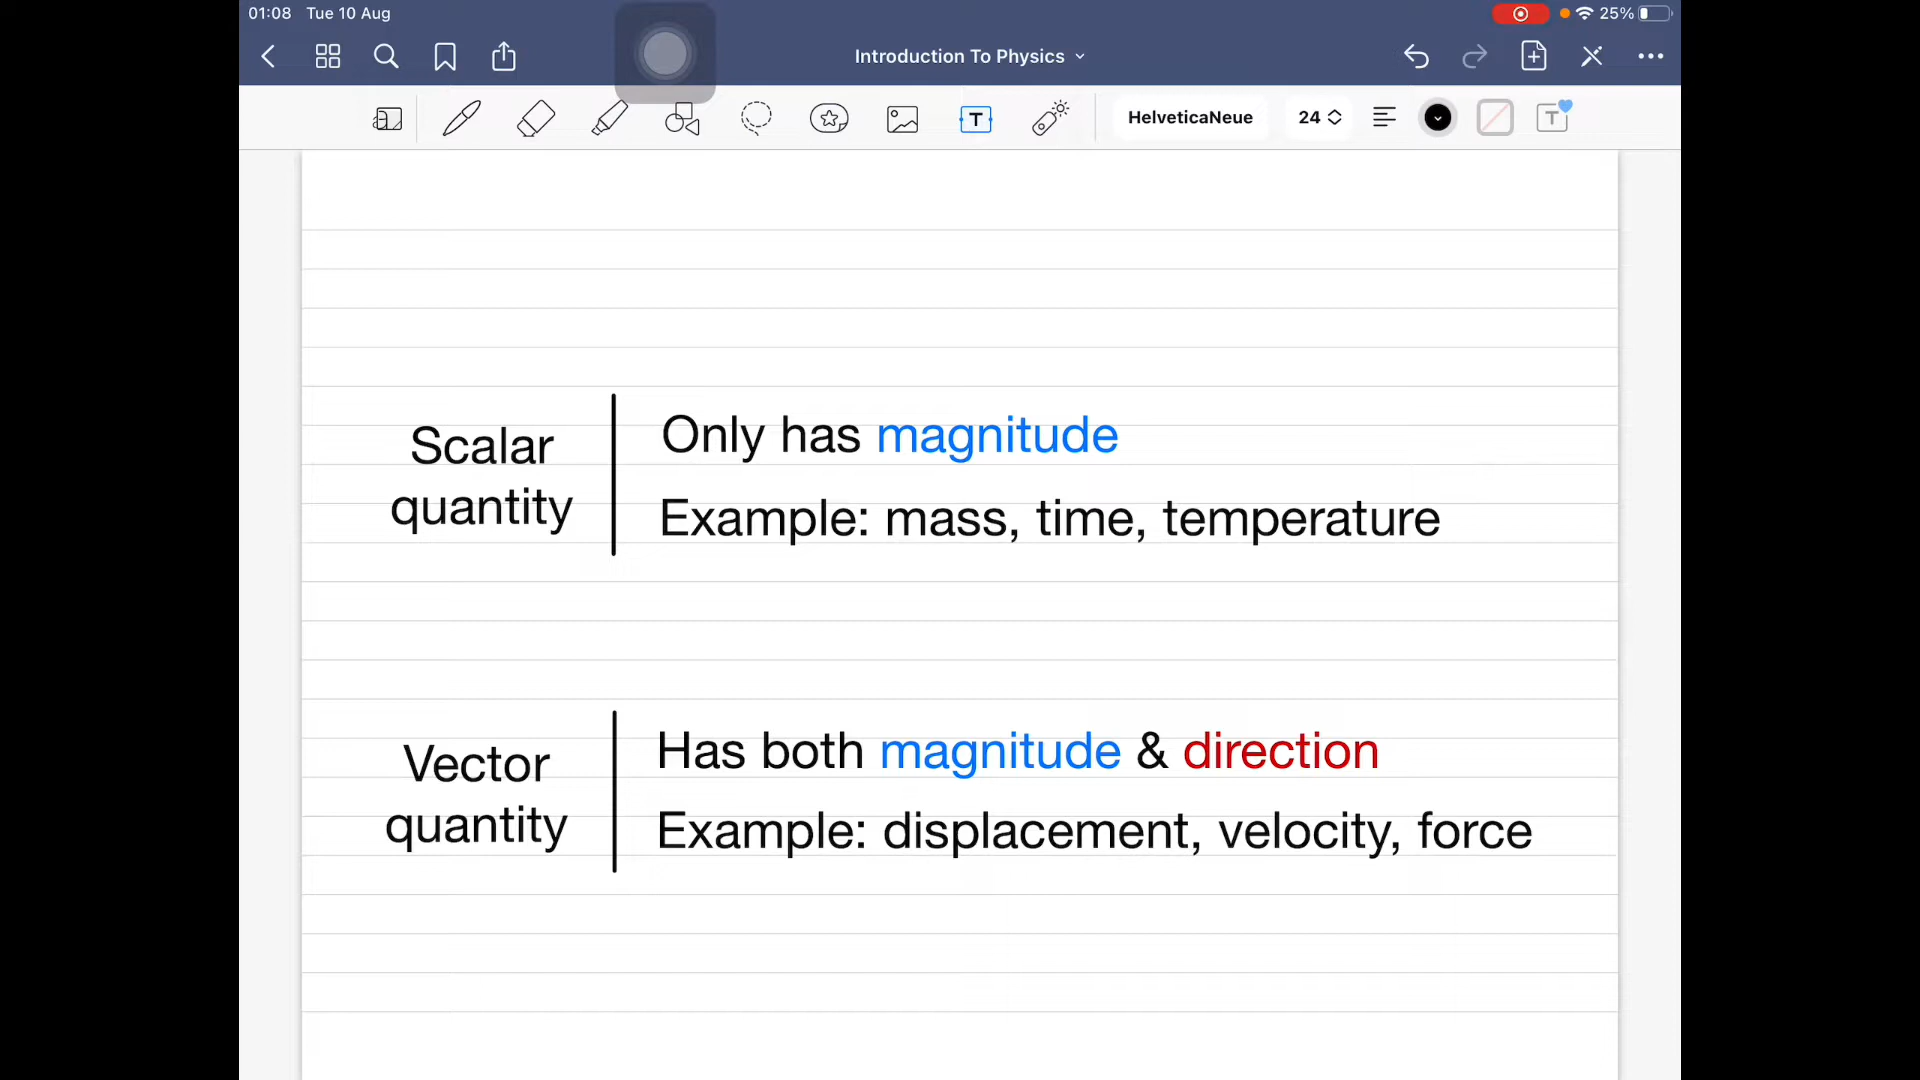 01:08 Tue 10 Aug
25%
Introduction To Physics
T
HelveticaNeue
24
T
Scalar
quantity
Only has magnitude
Example: mass, time, temperature
Vector
quantity
Has both magnitude & direction
Example: displacement, velocity, force